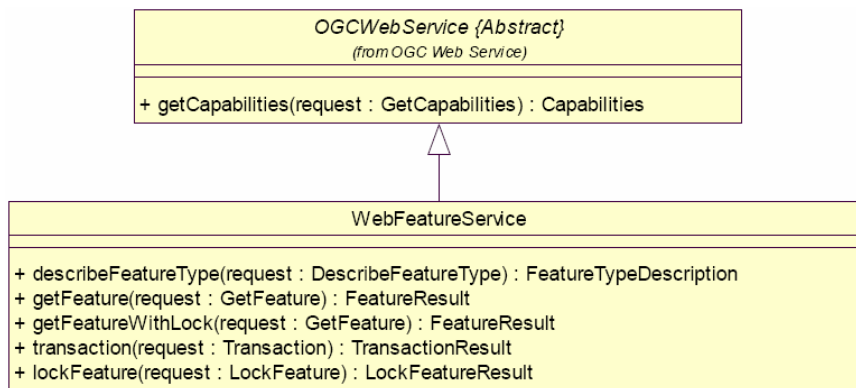 OGCWebService {Abstract}
(from OGC Web Service)
+ getCapabilities(request : GetCapabilities) : Capabilities
WebFeatureService
+ describeFeatureType(request : DescribeFeatureType) : FeatureTypeDescription
+ getFeature(request : GetFeature) : FeatureResult
+ getFeatureWithLock(request : GetFeature) : FeatureResult
+ transaction(request : Transaction) : TransactionResult
+ lockFeature(request : LockFeature) : LockFeatureResult